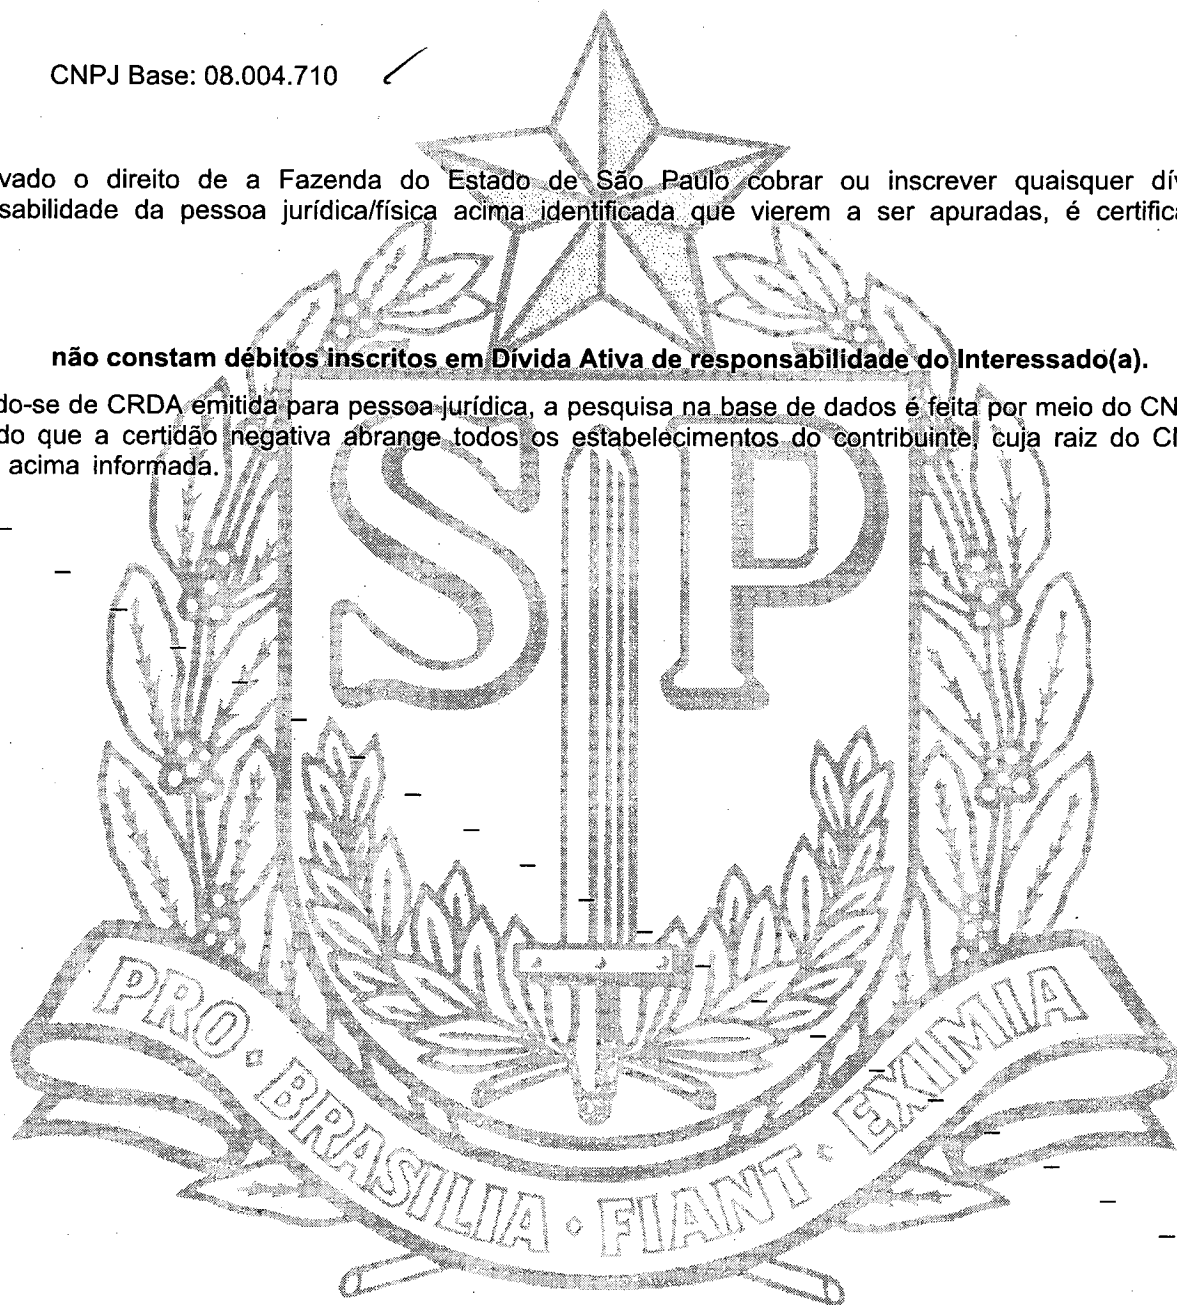 CNPJ Base: 08.004.710
vado o direito de a Fazenda do Estado de São Paulo cobrar ou inscrever quaisquer dív
sabilidade da pessoa jurídica/física acima identificada que vierem a ser apuradas, é certifica
não constam débitos inscritos em Dívida Ativa de responsabilidade do Interessado(a).
do-se de CRDA emitida para pessoa jurídica, a pesquisa na base de dados é feita por meio do CN
do que a certidão negativa abrange todos os estabelecimentos do contribuinte, cuja raiz do CN
acima informada.
SP
PRO · BRASILIA · FIANT · EXIMIA